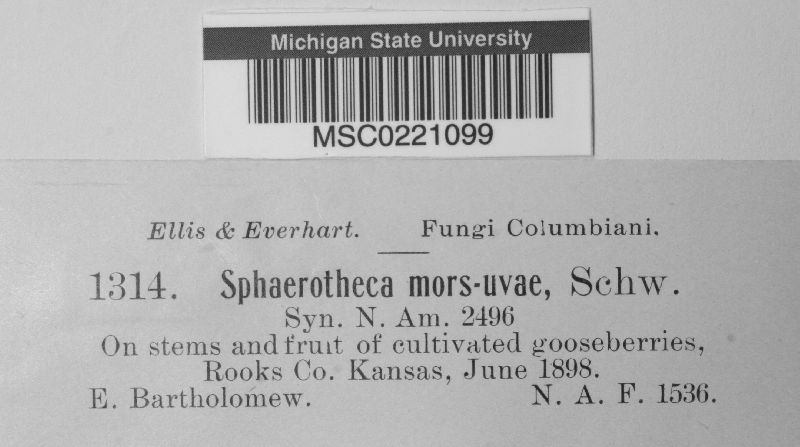 Michigan State University
MSC0221099
Ellis & Everhart. Fungi Columbiani.
1314. Sphaerotheca mors-uvae, Schw.
Syn. N. Am. 2496
On stems and fruit of cultivated gooseberries,
Rooks Co. Kansas, June 1898.
E. Bartholomew. N. A. F. 1536.